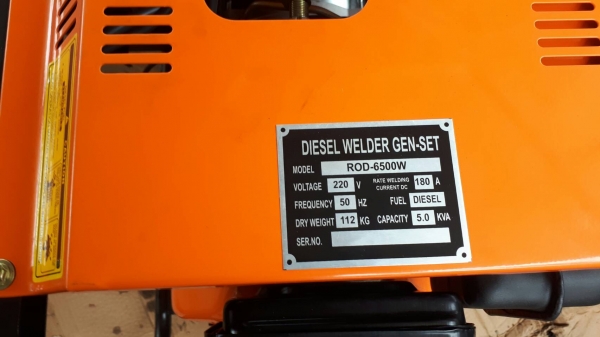 DIESEL WELDER GEN-SET
MODEL ROD-6500W
VOLTAGE 220 V RATE WELDING CURRENT DC 180 A
FREQUENCY 50 HZ FUEL DIESEL
DRY WEIGHT 112 KG CAPACITY 5.0 KVA
SER.NO.